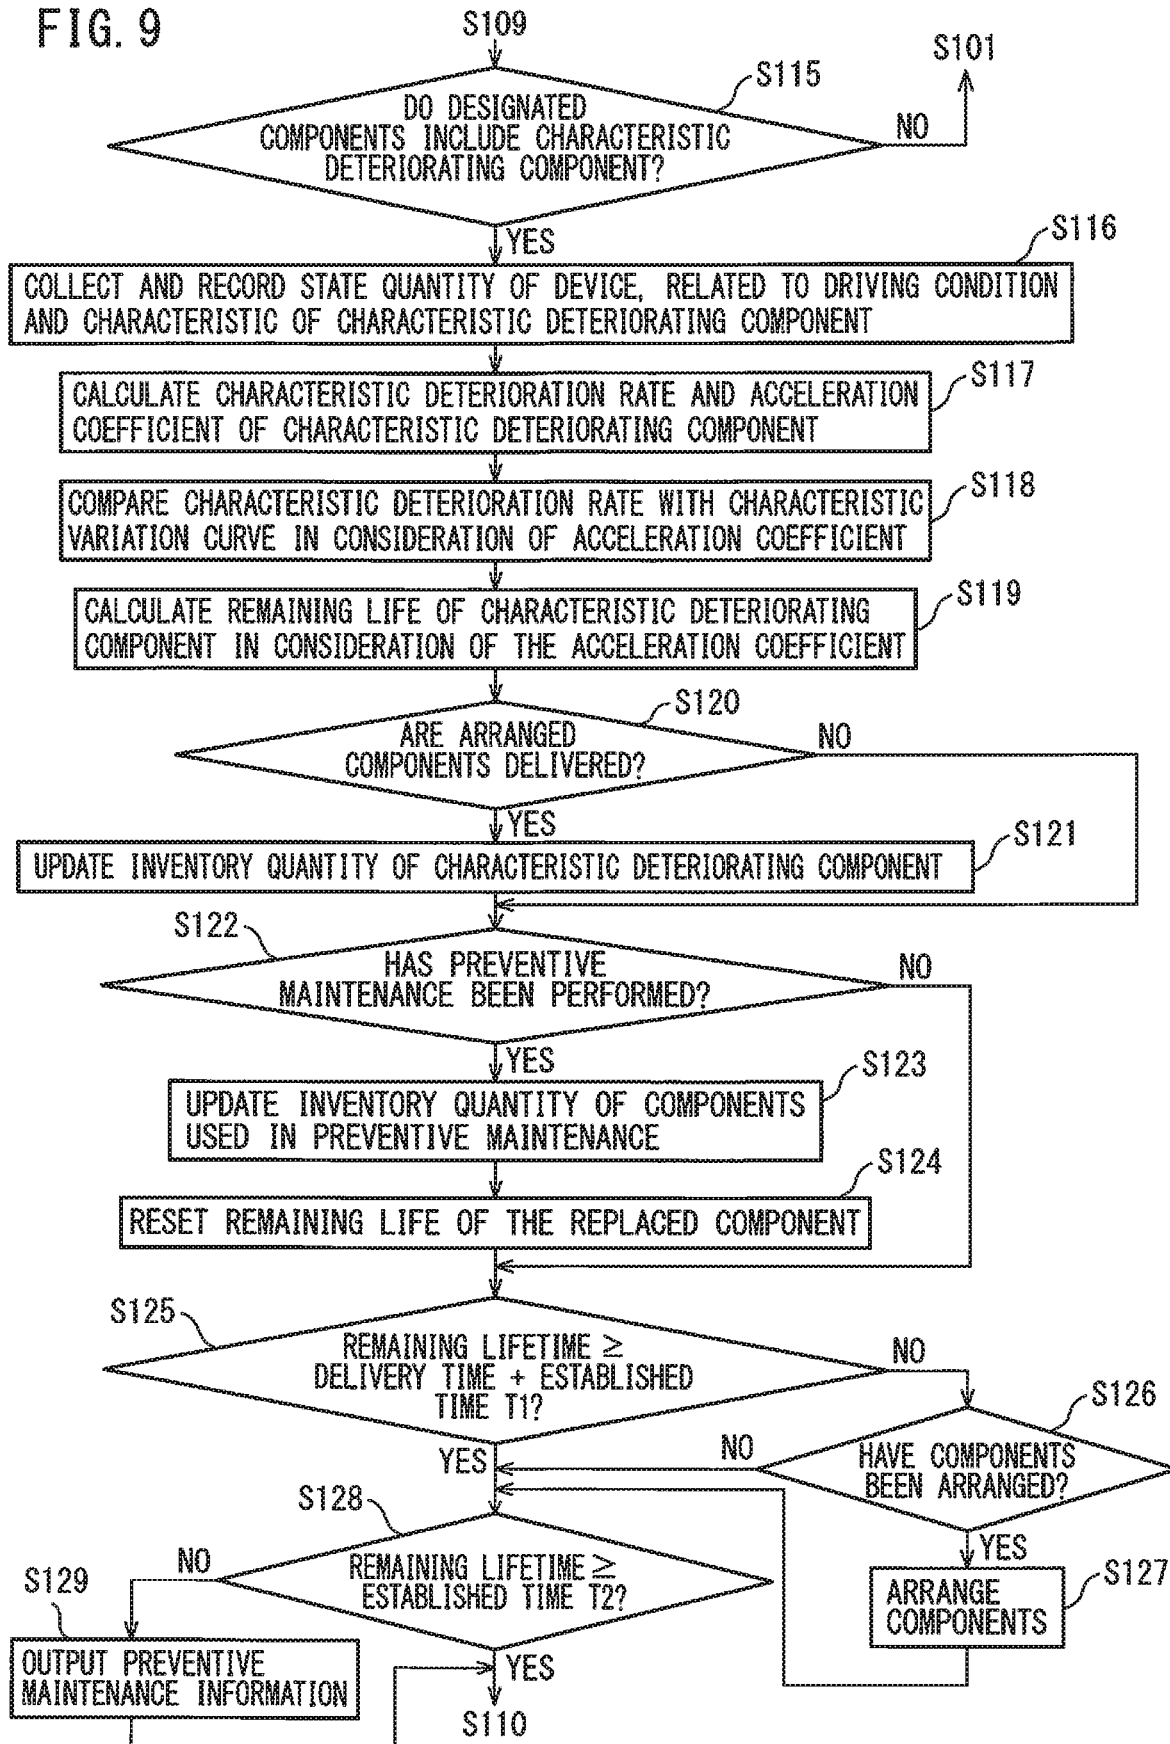 FIG. 9
S109
S101
S115
DO DESIGNATED
COMPONENTS INCLUDE CHARACTERISTIC
DETERIORATING COMPONENT?
NO
YES
S116
COLLECT AND RECORD STATE QUANTITY OF DEVICE, RELATED TO DRIVING CONDITION
AND CHARACTERISTIC OF CHARACTERISTIC DETERIORATING COMPONENT
S117
CALCULATE CHARACTERISTIC DETERIORATION RATE AND ACCELERATION
COEFFICIENT OF CHARACTERISTIC DETERIORATING COMPONENT
S118
COMPARE CHARACTERISTIC DETERIORATION RATE WITH CHARACTERISTIC
VARIATION CURVE IN CONSIDERATION OF ACCELERATION COEFFICIENT
S119
CALCULATE REMAINING LIFE OF CHARACTERISTIC DETERIORATING
COMPONENT IN CONSIDERATION OF THE ACCELERATION COEFFICIENT
S120
ARE ARRANGED
COMPONENTS DELIVERED?
NO
YES
S121
UPDATE INVENTORY QUANTITY OF CHARACTERISTIC DETERIORATING COMPONENT
S122
HAS PREVENTIVE
MAINTENANCE BEEN PERFORMED?
NO
YES
S123
UPDATE INVENTORY QUANTITY OF COMPONENTS
USED IN PREVENTIVE MAINTENANCE
S124
RESET REMAINING LIFE OF THE REPLACED COMPONENT
S125
REMAINING LIFETIME ≥
DELIVERY TIME + ESTABLISHED
TIME T1?
NO
YES
S126
HAVE COMPONENTS
BEEN ARRANGED?
NO
YES
S127
ARRANGE
COMPONENTS
S128
REMAINING LIFETIME ≥
ESTABLISHED TIME T2?
NO
YES
S129
OUTPUT PREVENTIVE
MAINTENANCE INFORMATION
S110